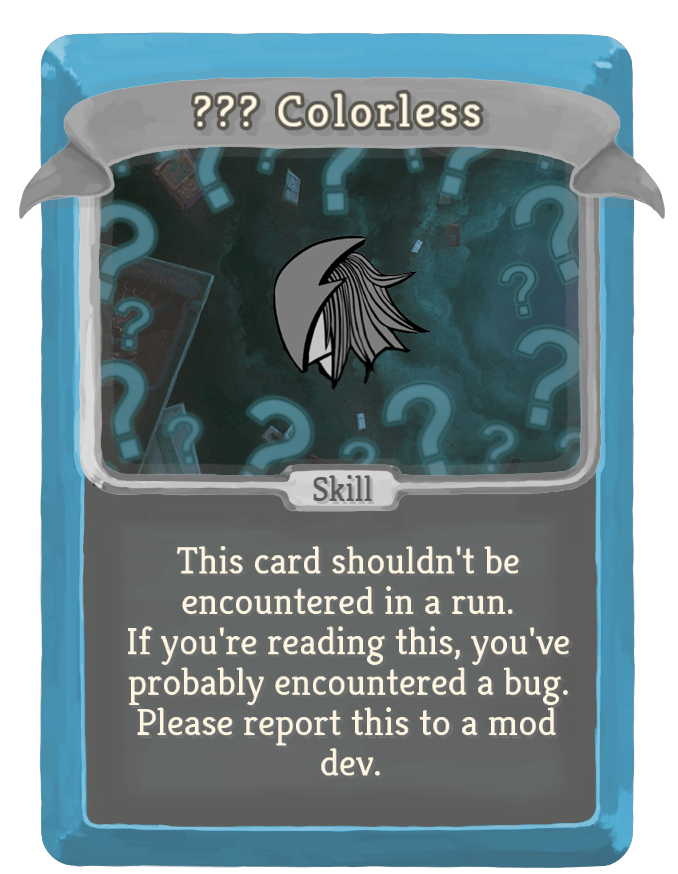 ??? Colorless
Skill
This card shouldn't be
encountered in a run.
If you're reading this, you've
probably encountered a bug.
Please report this to a mod
dev.